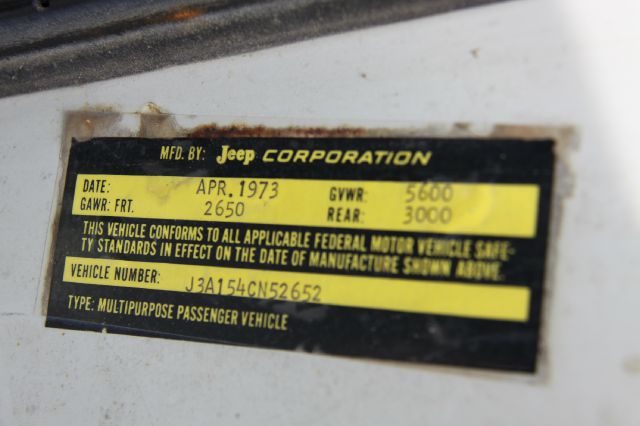 MFD. BY: Jeep CORPORATION
DATE: APR. 1973 GVWR: 5600
GAWR: FRT. 2650 REAR: 3000
THIS VEHICLE CONFORMS TO ALL APPLICABLE FEDERAL MOTOR VEHICLE SAFE-
TY STANDARDS IN EFFECT ON THE DATE OF MANUFACTURE SHOWN ABOVE.
VEHICLE NUMBER: J3A154CN52652
TYPE: MULTIPURPOSE PASSENGER VEHICLE